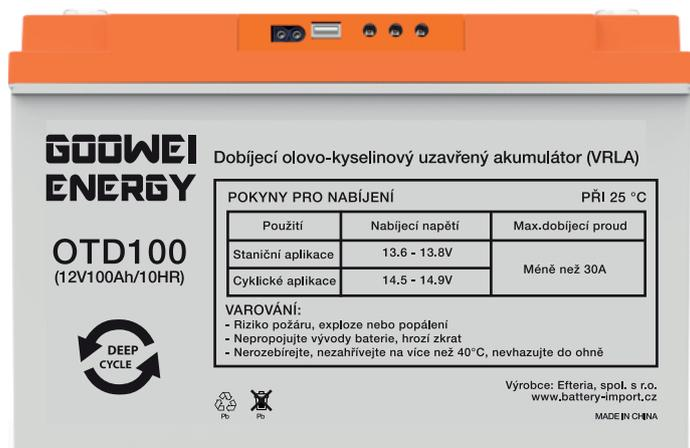 GOOWEI
ENERGY
Dobíjecí olovo-kyselinový uzavřený akumulátor (VRLA)
OTD100
(12V100Ah/10HR)
DEEP
CYCLE
POKYNY PRO NABÍJENÍ PŘI 25 °C
Použití Nabíjecí napětí Max.dobíjecí proud
Staniční aplikace 13.6 - 13.8V Méně než 30A
Cyklické aplikace 14.5 - 14.9V
VAROVÁNÍ:
- Riziko požáru, exploze nebo popálení
- Nepropojujte vývody baterie, hrozí zkrat
- Nerozebírejte, nezahřívejte na více než 40°C, nevhazujte do ohně
Pb Pb
Výrobce: Efteria, spol. s r.o.
www.battery-import.cz
MADE IN CHINA